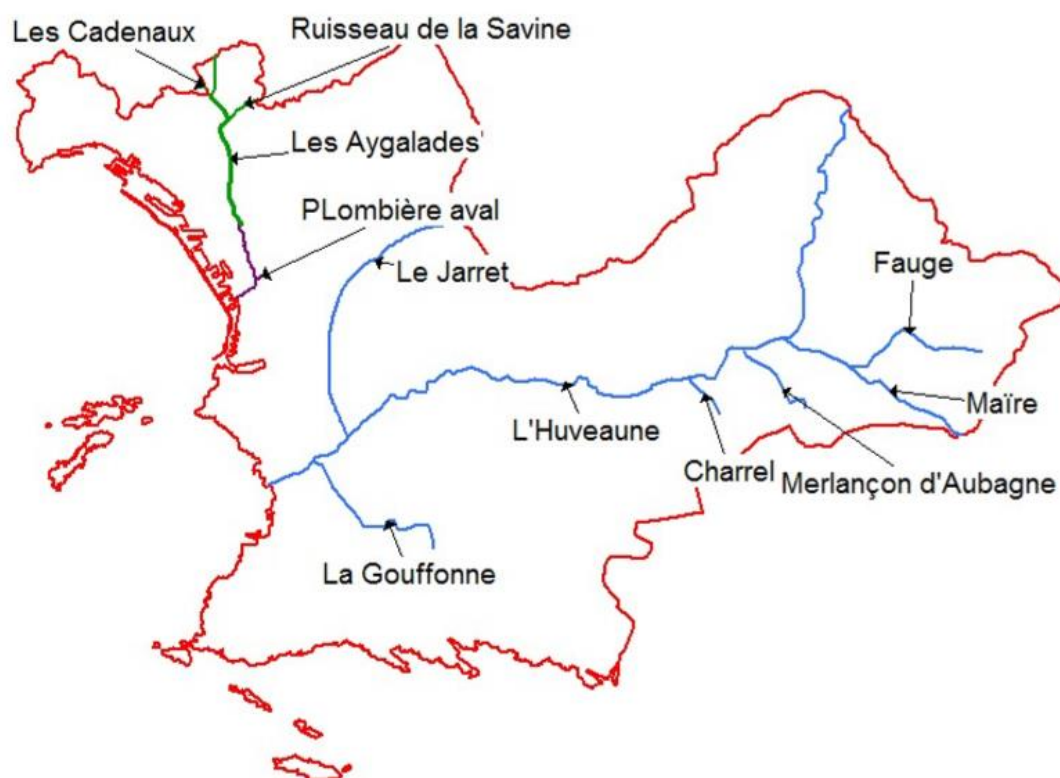 Ruisseau de la Savine
Les Cadenaux
Les Aygalades'
PLombière aval
Le Jarret
Fauge
Maïre
L'Huveaune
Charrel
Merlançon d'Aubagne
La Gouffonne